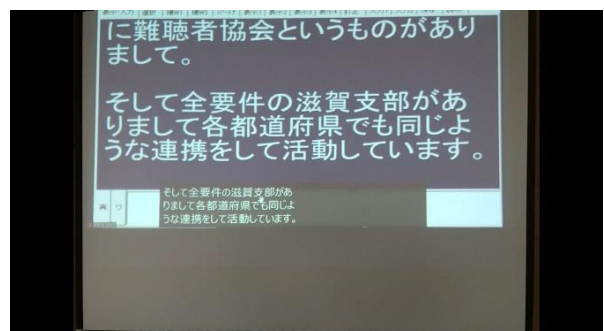 に難聴者協会というものがあり
まして。
そして全要件の滋賀支部があ
りまして各都道府県でも同じよ
うな連携をして活動しています。
そして全要件の滋賀支部があ
りまして各都道府県でも同じよ
うな連携をして活動しています。